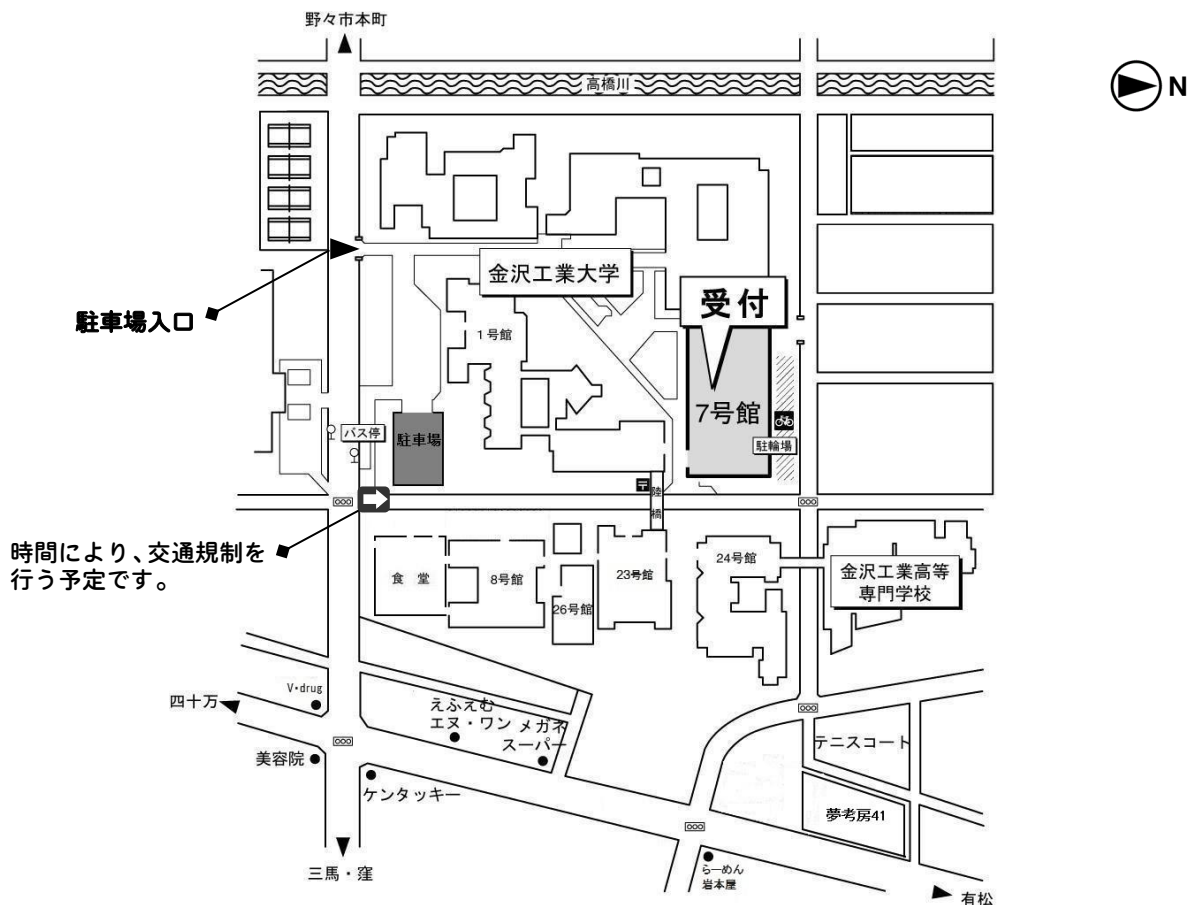 野々市本町
高橋川
N
金沢工業大学
受付
駐車場入口
1号館
7号館
バス停
駐車場
駐輪場
〒
陸橋
時間により、交通規制を
行う予定です。
食 堂
8号館
26号館
23号館
24号館
金沢工業高等
専門学校
V・drug
四十万
えふえむ
エヌ・ワン
メガネ
スーパー
美容院
ケンタッキー
テニスコート
夢考房41
三馬・窪
らーめん
岩本屋
有松